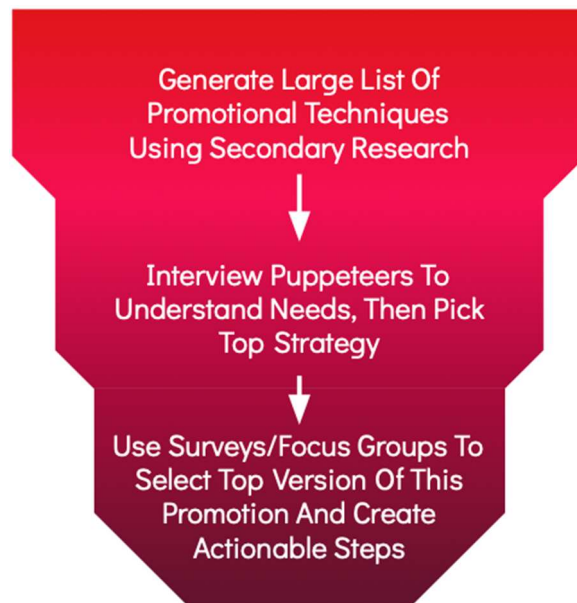 Generate Large List Of
Promotional Techniques
Using Secondary Research
Interview Puppeteers To
Understand Needs, Then Pick
Top Strategy
Use Surveys/Focus Groups To
Select Top Version Of This
Promotion And Create
Actionable Steps